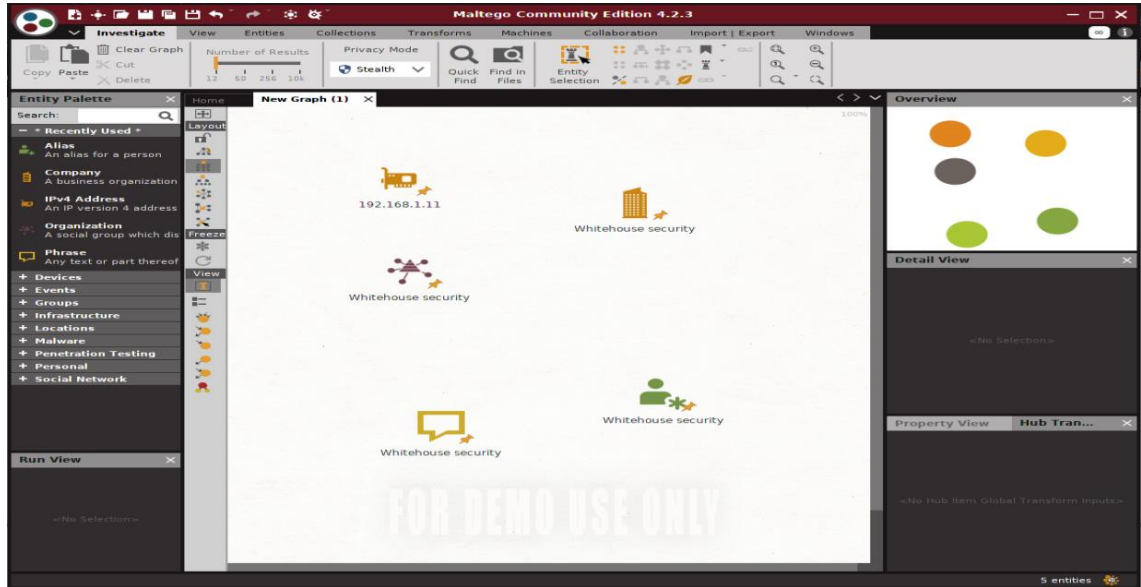 Maltego Community Edition 4.2.3
Investigate View Entities Collections Transforms Machines Collaboration Import | Export Windows
Copy Paste
Clear Graph
Cut
Delete
Number of Results
12 50 256 10k
Privacy Mode
Stealth
Quick Find
Find in Files
Entity Selection
Entity Palette
Search:
- * Recently Used *
Alias
An alias for a person
Company
A business organization
IPv4 Address
An IP version 4 address
Organization
A social group which dis
Phrase
Any text or part thereof
+ Devices
+ Events
+ Groups
+ Infrastructure
+ Locations
+ Malware
+ Penetration Testing
+ Personal
+ Social Network
Run View
<No Selection>
Home New Graph (1)
Layout
Freeze
View
100%
192.168.1.11
Whitehouse security
Whitehouse security
Whitehouse security
Whitehouse security
FOR DEMO USE ONLY
Overview
Detail View
<No Selection>
Property View Hub Tran...
<No Hub Item Global Transform Inputs>
5 entities